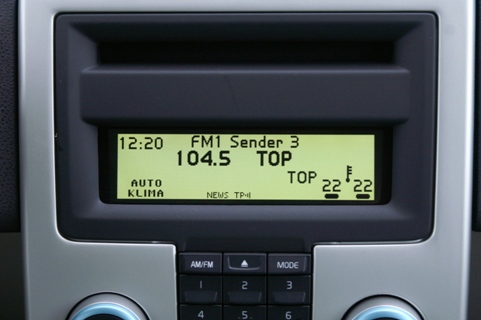 12:20 FM1 Sender 3
104.5 TOP
TOP
AUTO
KLIMA
NEWS TP
22 22
AM/FM MODE
1 2 3
4 5 6